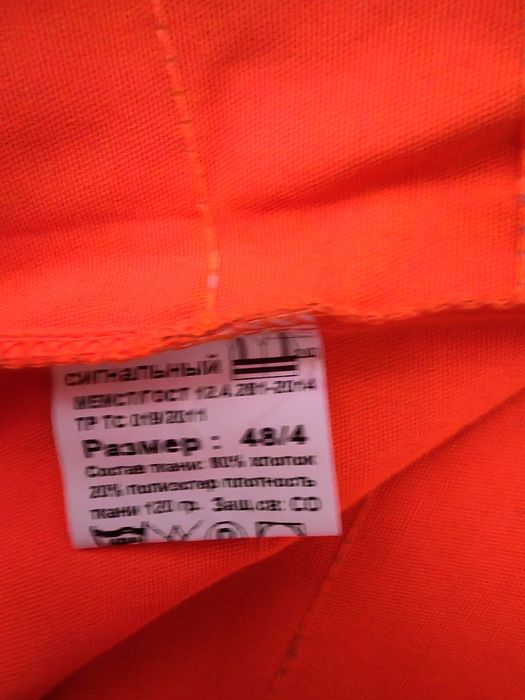 сигнальный
ГОСТ 12.4.281-2014
ТР ТС 019/2011
Размер : 48/4
Состав ткани: 80% хлопок
20% полиэстер плотность
ткани 120 гр. Защ.св: СО